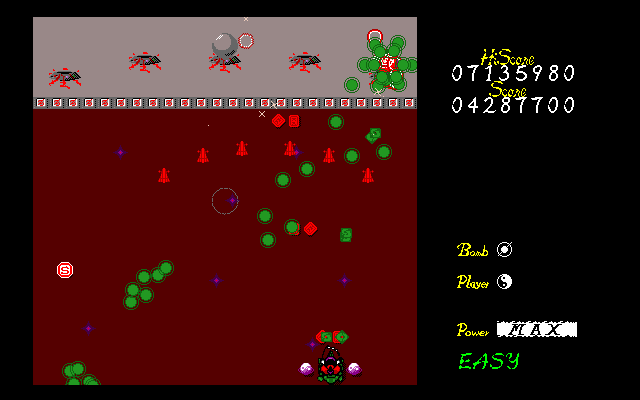 HiScore
07135980
Score
04287700
S
Bomb
Player
Power MAX
EASY